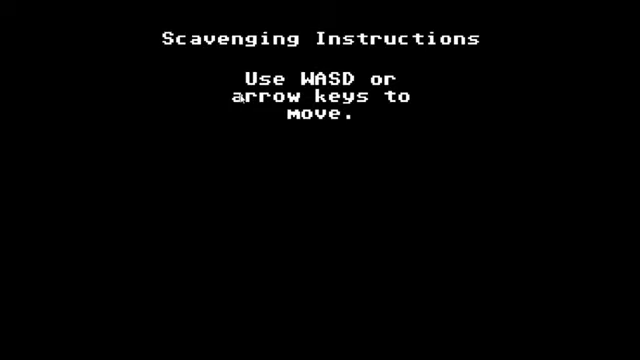 Scavenging Instructions
Use WASD or
arrow keys to
move.